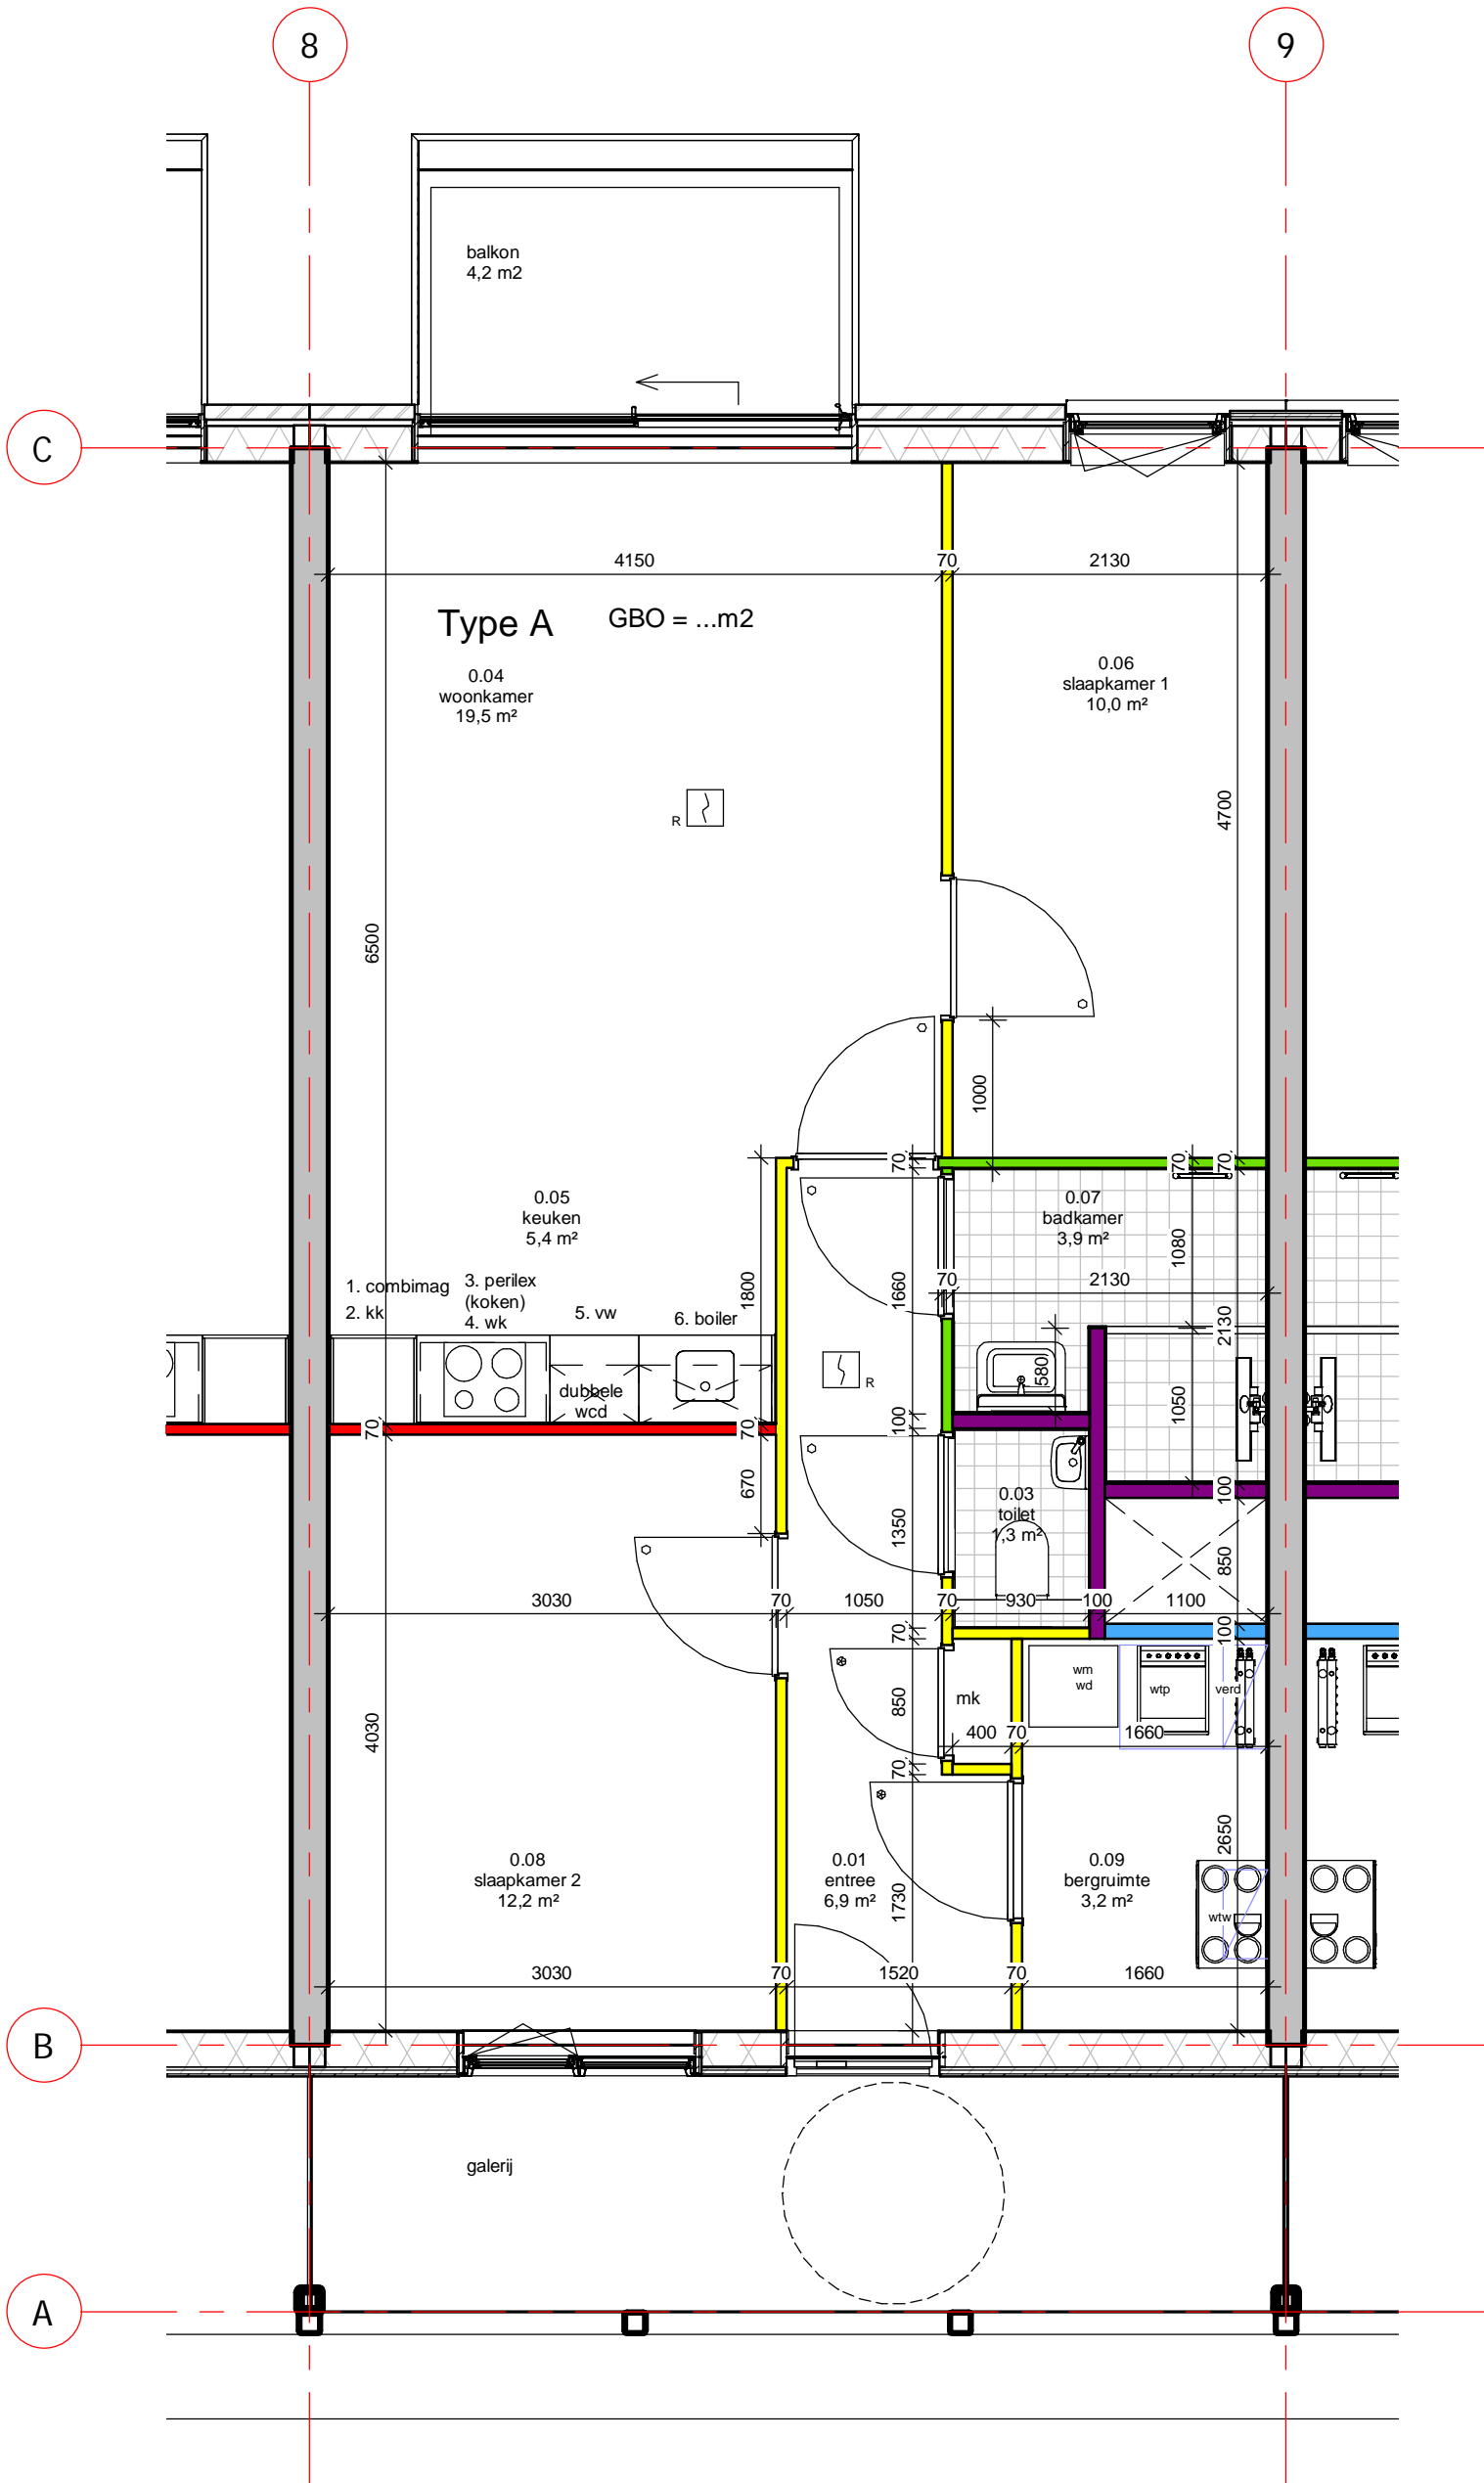 8
9
balkon
4,2 m2
C
4150
70
2130
Type A
GBO = ...m2
0.04
woonkamer
19,5 m²
0.06
slaapkamer 1
10,0 m²
R
4700
6500
1000
70
70
70
0.05
keuken
5,4 m²
0.07
badkamer
3,9 m²
1080
1. combimag
2. kk
3. perilex
(koken)
4. wk
5. vw
6. boiler
1800
1660
70
2130
2130
580
dubbele
wcd
R
1050
70
70
100
670
100
0.03
toilet
1,3 m²
1350
850
3030
70
1050
70
930
100
1100
70
100
wm
wd
wtp
verd
mk
850
400
70
1660
4030
70
2650
0.08
slaapkamer 2
12,2 m²
0.01
entree
6,9 m²
1730
0.09
bergruimte
3,2 m²
wtw
3030
70
1520
70
1660
B
galerij
A